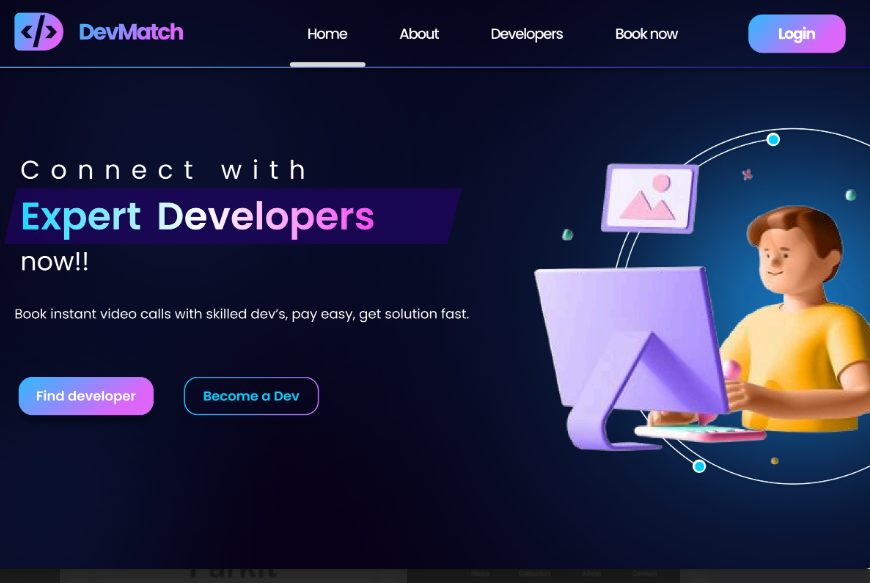 </> DevMatch Home About Developers Book now Login
Connect with
Expert Developers
now!!
Book instant video calls with skilled dev's, pay easy, get solution fast.
Find developer Become a Dev